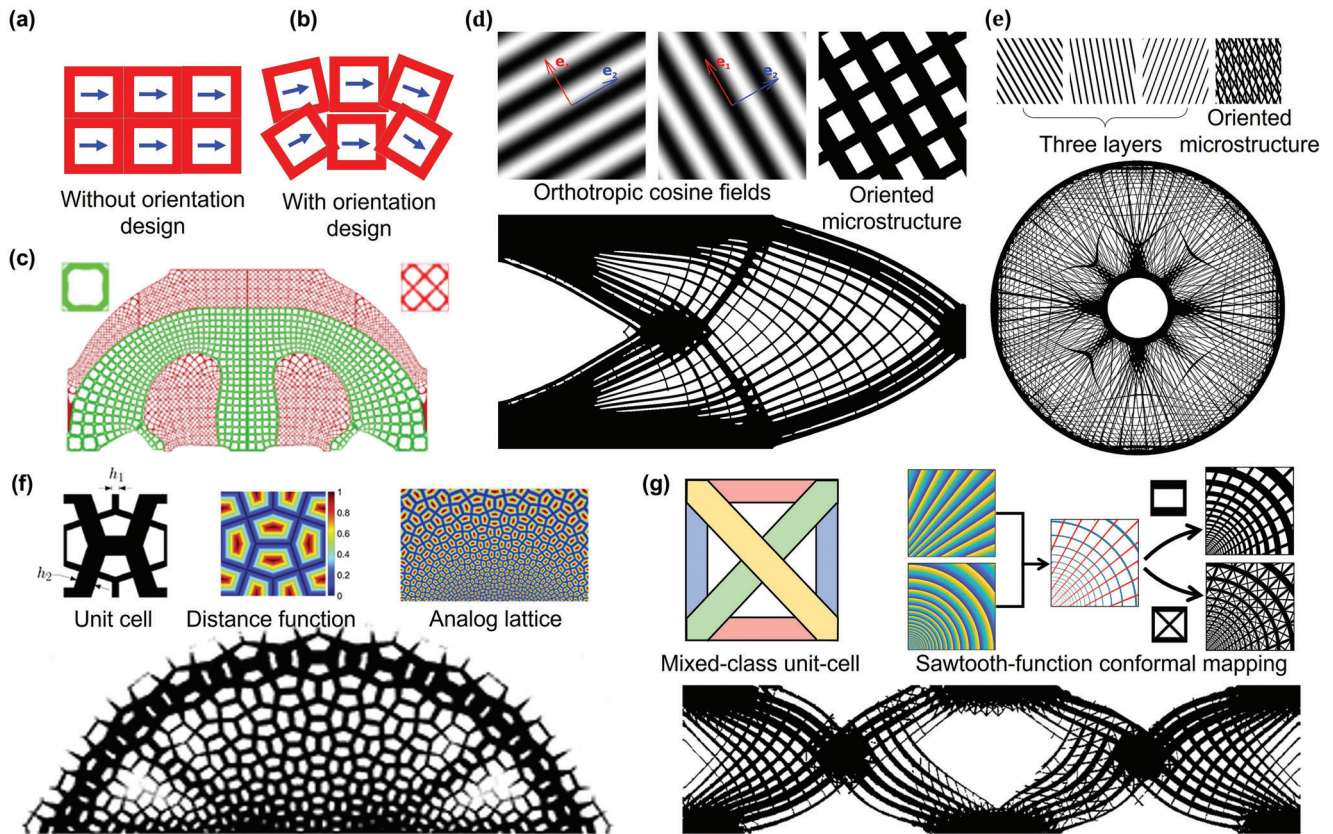 (a)
(b)
Without orientation
design
With orientation
design
(c)
(d)
e₁
e₂
e₁
e₂
Orthotropic cosine fields
Oriented
microstructure
(e)
Three layers
Oriented
microstructure
(f)
h₁
h₂
Unit cell
1
0.8
0.6
0.4
0.2
0
Distance function
Analog lattice
(g)
Mixed-class unit-cell
Sawtooth-function conformal mapping